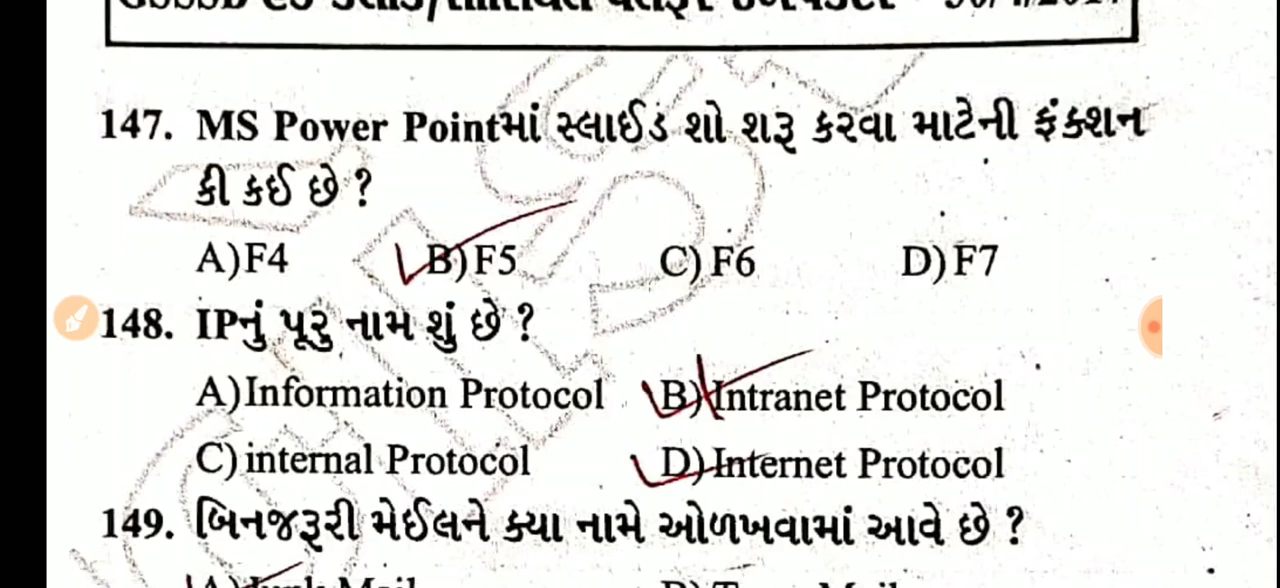 147. MS Power Pointમાં સ્લાઈડ શો શરૂ કરવા માટેની ફંક્શન
કી કઈ છે ?
A)F4 B)F5 C) F6 D) F7
148. IPનું પૂરું નામ શું છે ?
A)Information Protocol B)Intranet Protocol
C) internal Protocol D)Internet Protocol
149. બિનજરૂરી મેઈલને ક્યા નામે ઓળખવામાં આવે છે ?